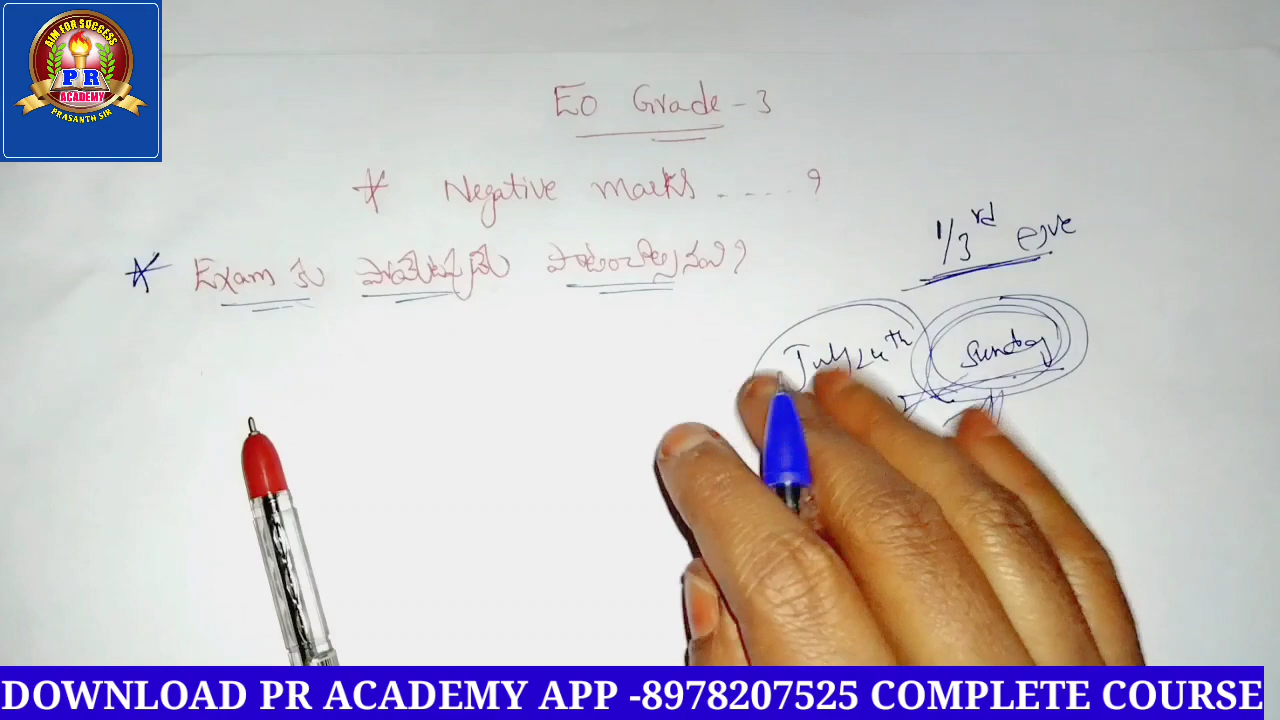 AIM FOR SUCCESS
PR
ACADEMY
PRASANTH SIR
EO Grade - 3
* Negative marks .... ?
* Exam కు
1/3rd
July 24th Sunday
DOWNLOAD PR ACADEMY APP -8978207525 COMPLETE COURSE